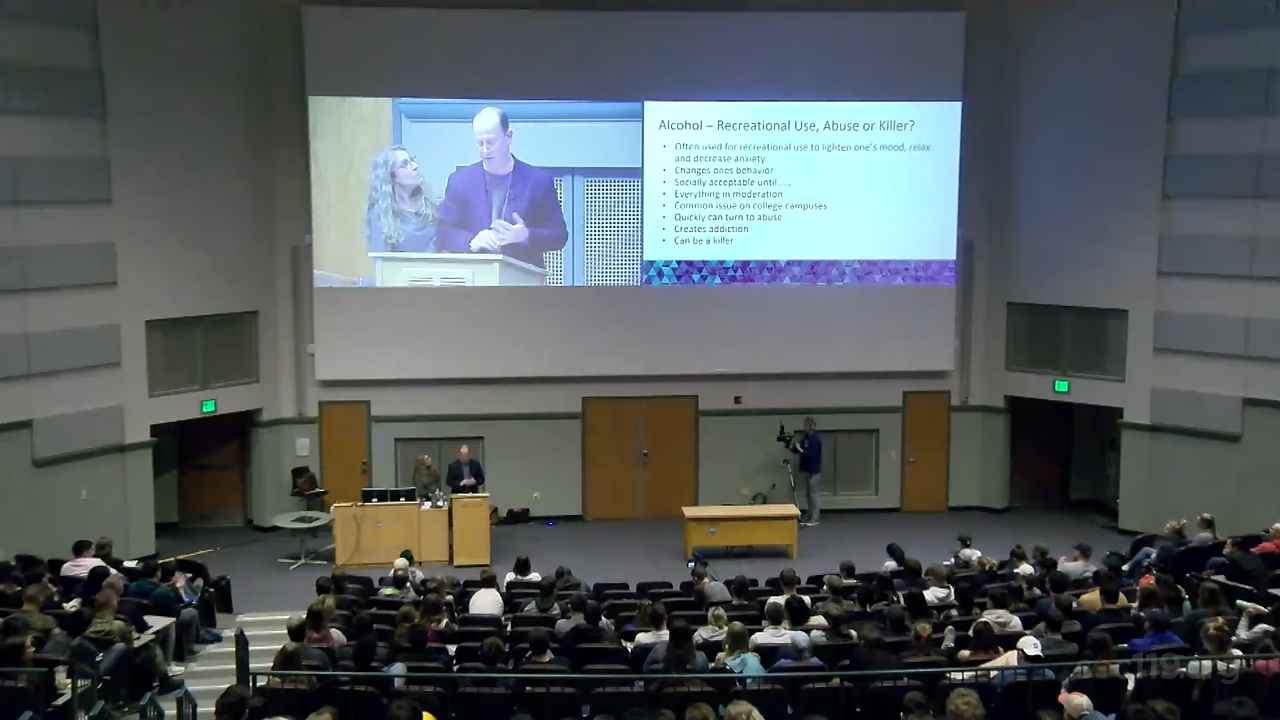 Alcohol – Recreational Use, Abuse or Killer?
• Often used for recreational use to lighten one's mood, relax
and decrease anxiety
• Changes ones behavior
• Socially acceptable until.....
• Everything in moderation
• Common issue on college campuses
• Quickly can turn to abuse
• Creates addiction
• Can be a killer